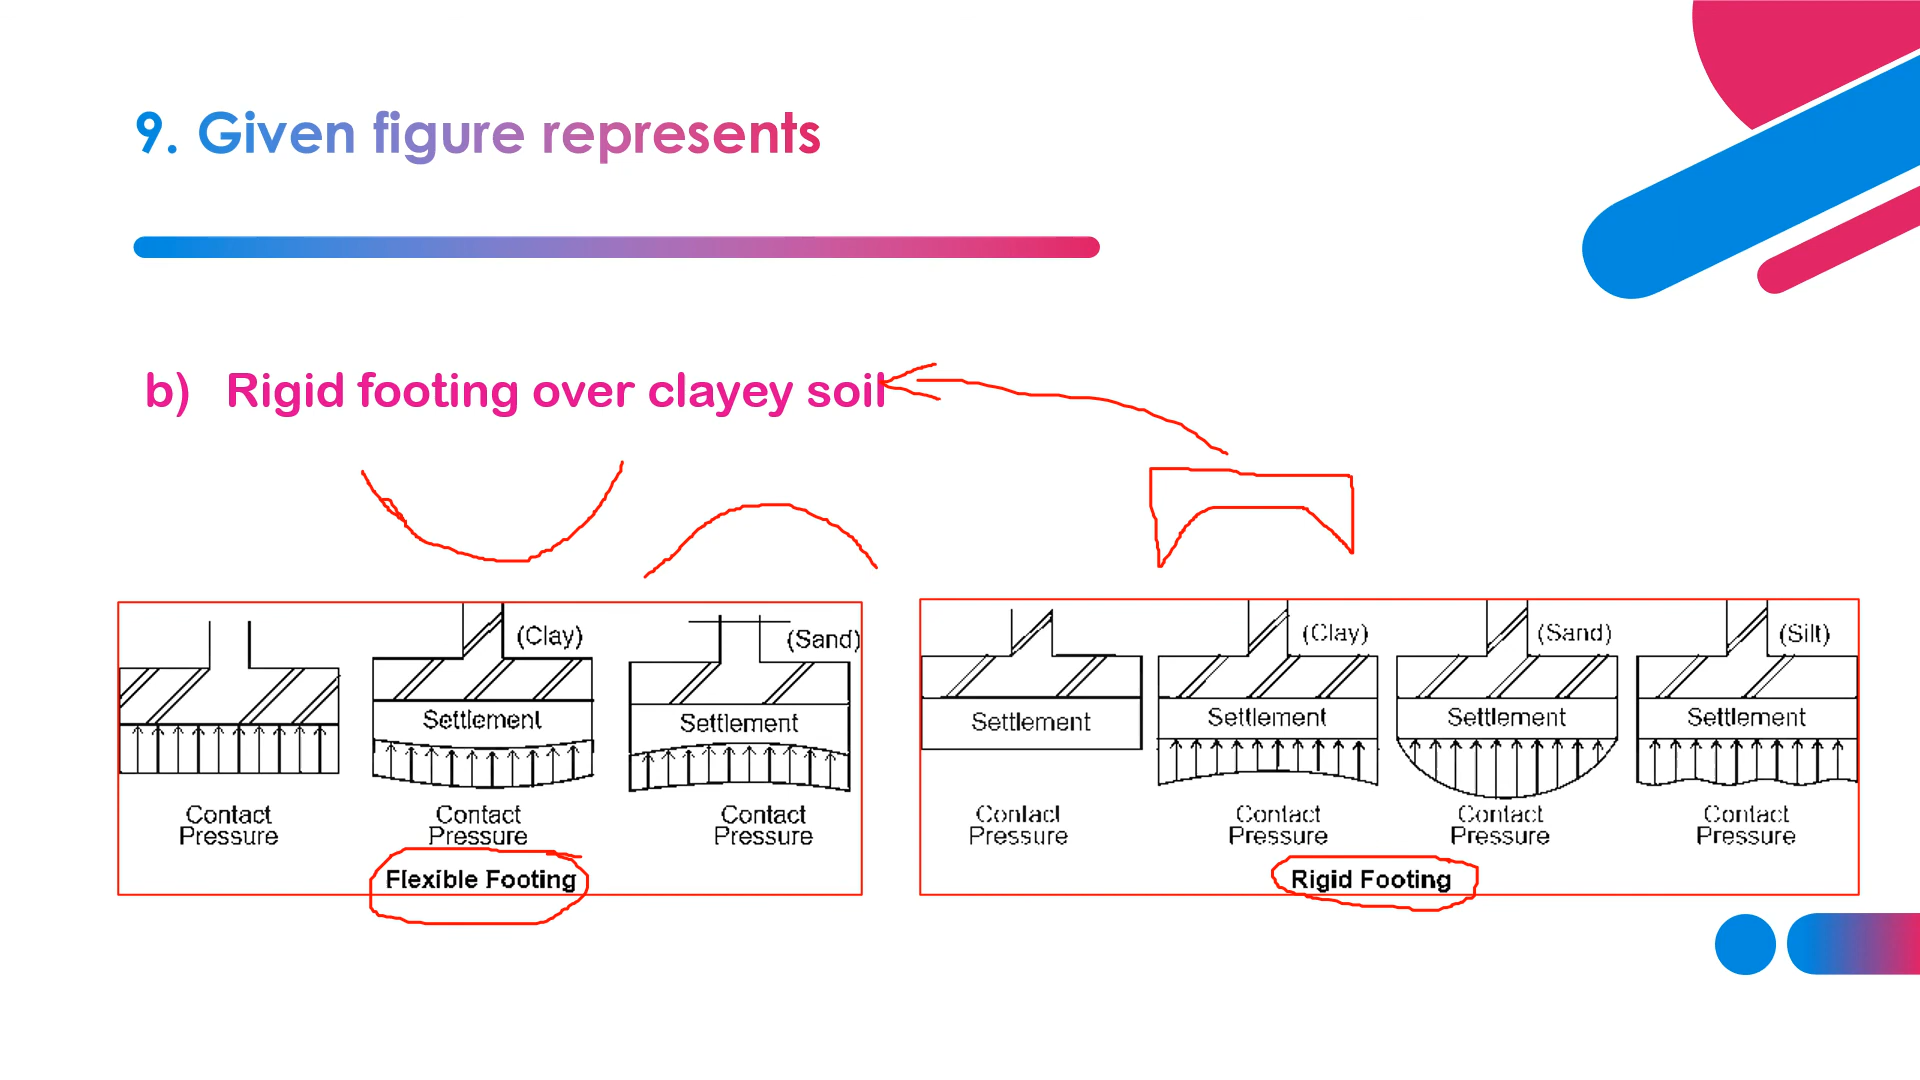 9. Given figure represents
b) Rigid footing over clayey soil
(Clay)
(Sand)
Settlement
Settlement
Contact
Pressure
Contact
Pressure
Contact
Pressure
Flexible Footing
(Clay)
(Sand)
(Silt)
Settlement
Settlement
Settlement
Settlement
Contact
Pressure
Contact
Pressure
Contact
Pressure
Contact
Pressure
Rigid Footing